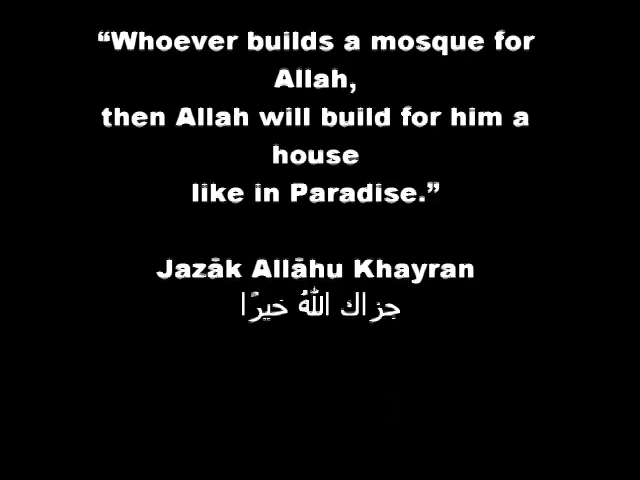 “Whoever builds a mosque for
Allah,
then Allah will build for him a
house
like in Paradise.”
Jazāk Allāhu Khayran
جزاك اللهُ خيرًا